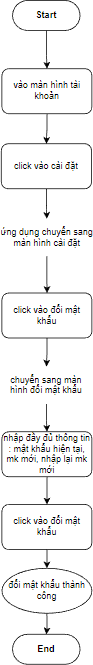 Start
vào màn hình tài
khoản
click vào cài đặt
ứng dụng chuyển sang
màn hình cài đặt
click vào đổi mật
khẩu
chuyển sang màn
hình đổi mật khẩu
nhập đầy đủ thông tin
: mật khẩu hiện tại,
mk mới, nhập lại mk
mới
click vào đổi mật
khẩu
đổi mật khẩu thành
công
End